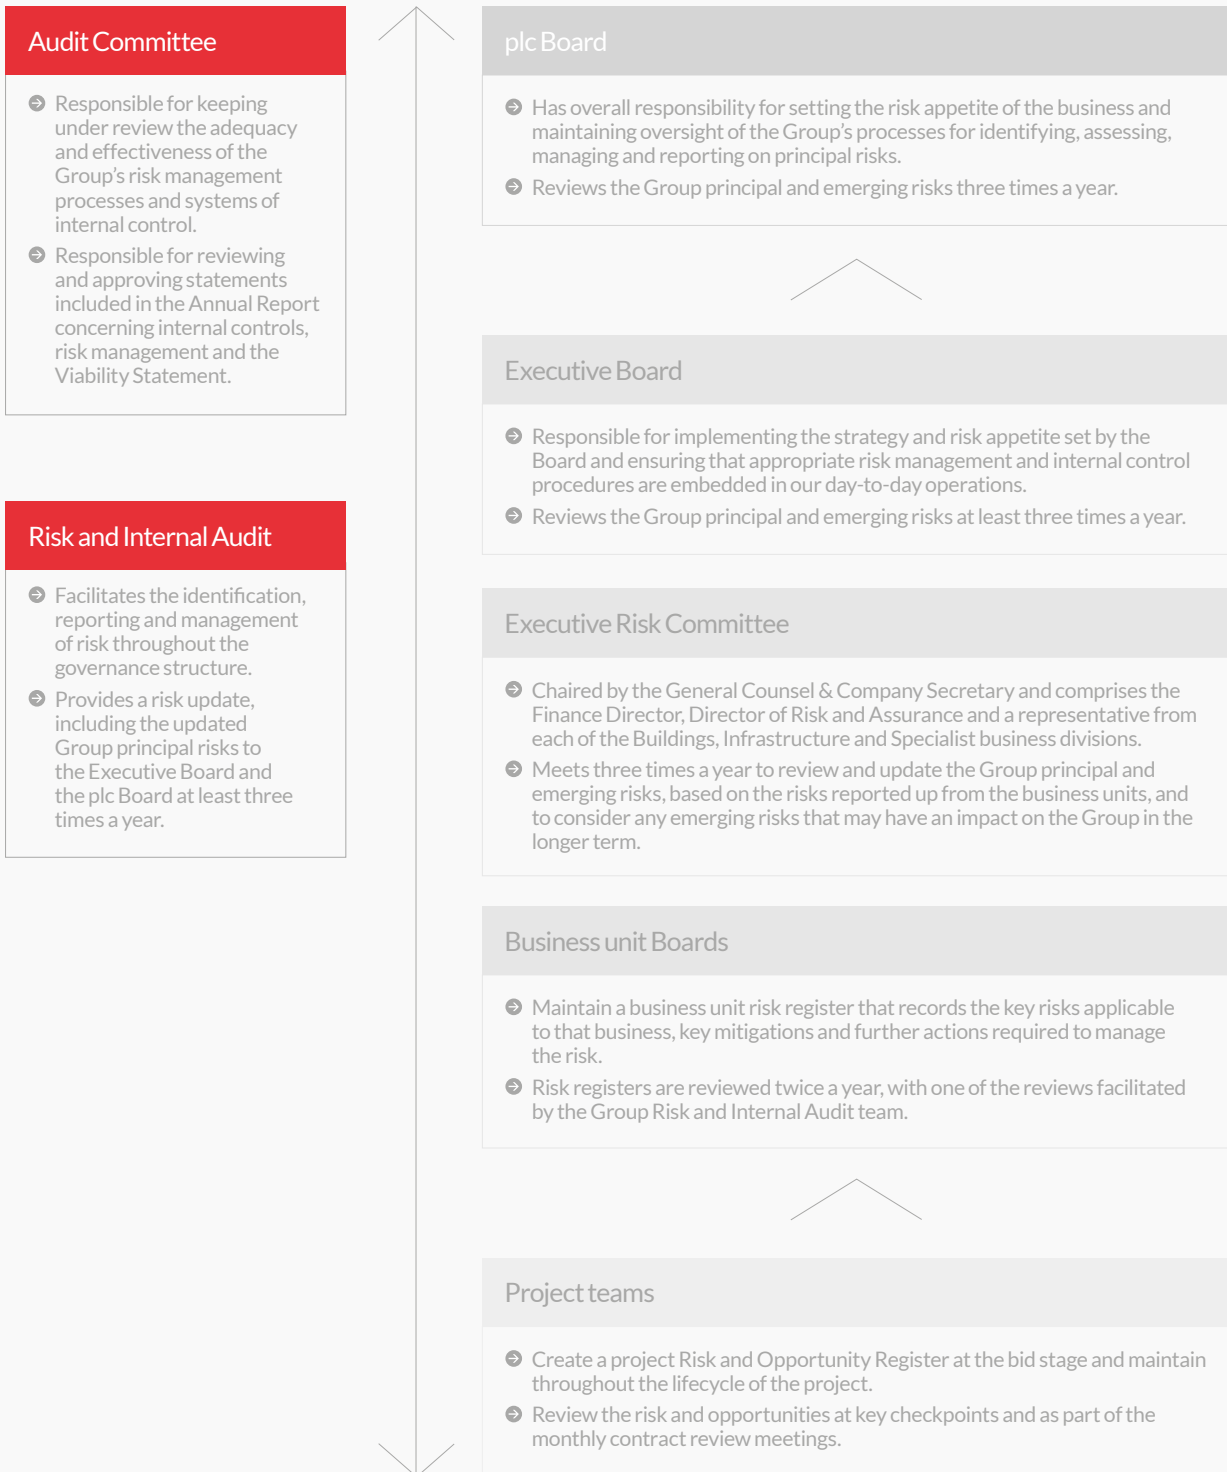 Audit Committee
Responsible for keeping
under review the adequacy
and effectiveness of the
Group’s risk management
processes and systems of
internal control.
Responsible for reviewing
and approving statements
included in the Annual Report
concerning internal controls,
risk management and the
Viability Statement.
Risk and Internal Audit
Facilitates the identification,
reporting and management
of risk throughout the
governance structure.
Provides a risk update,
including the updated
Group principal risks to
the Executive Board and
the plc Board at least three
times a year.
plc Board
Has overall responsibility for setting the risk appetite of the business and
maintaining oversight of the Group’s processes for identifying, assessing,
managing and reporting on principal risks.
Reviews the Group principal and emerging risks three times a year.
Executive Board
Responsible for implementing the strategy and risk appetite set by the
Board and ensuring that appropriate risk management and internal control
procedures are embedded in our day-to-day operations.
Reviews the Group principal and emerging risks at least three times a year.
Executive Risk Committee
Chaired by the General Counsel & Company Secretary and comprises the
Finance Director, Director of Risk and Assurance and a representative from
each of the Buildings, Infrastructure and Specialist business divisions.
Meets three times a year to review and update the Group principal and
emerging risks, based on the risks reported up from the business units, and
to consider any emerging risks that may have an impact on the Group in the
longer term.
Business unit Boards
Maintain a business unit risk register that records the key risks applicable
to that business, key mitigations and further actions required to manage
the risk.
Risk registers are reviewed twice a year, with one of the reviews facilitated
by the Group Risk and Internal Audit team.
Project teams
Create a project Risk and Opportunity Register at the bid stage and maintain
throughout the lifecycle of the project.
Review the risk and opportunities at key checkpoints and as part of the
monthly contract review meetings.